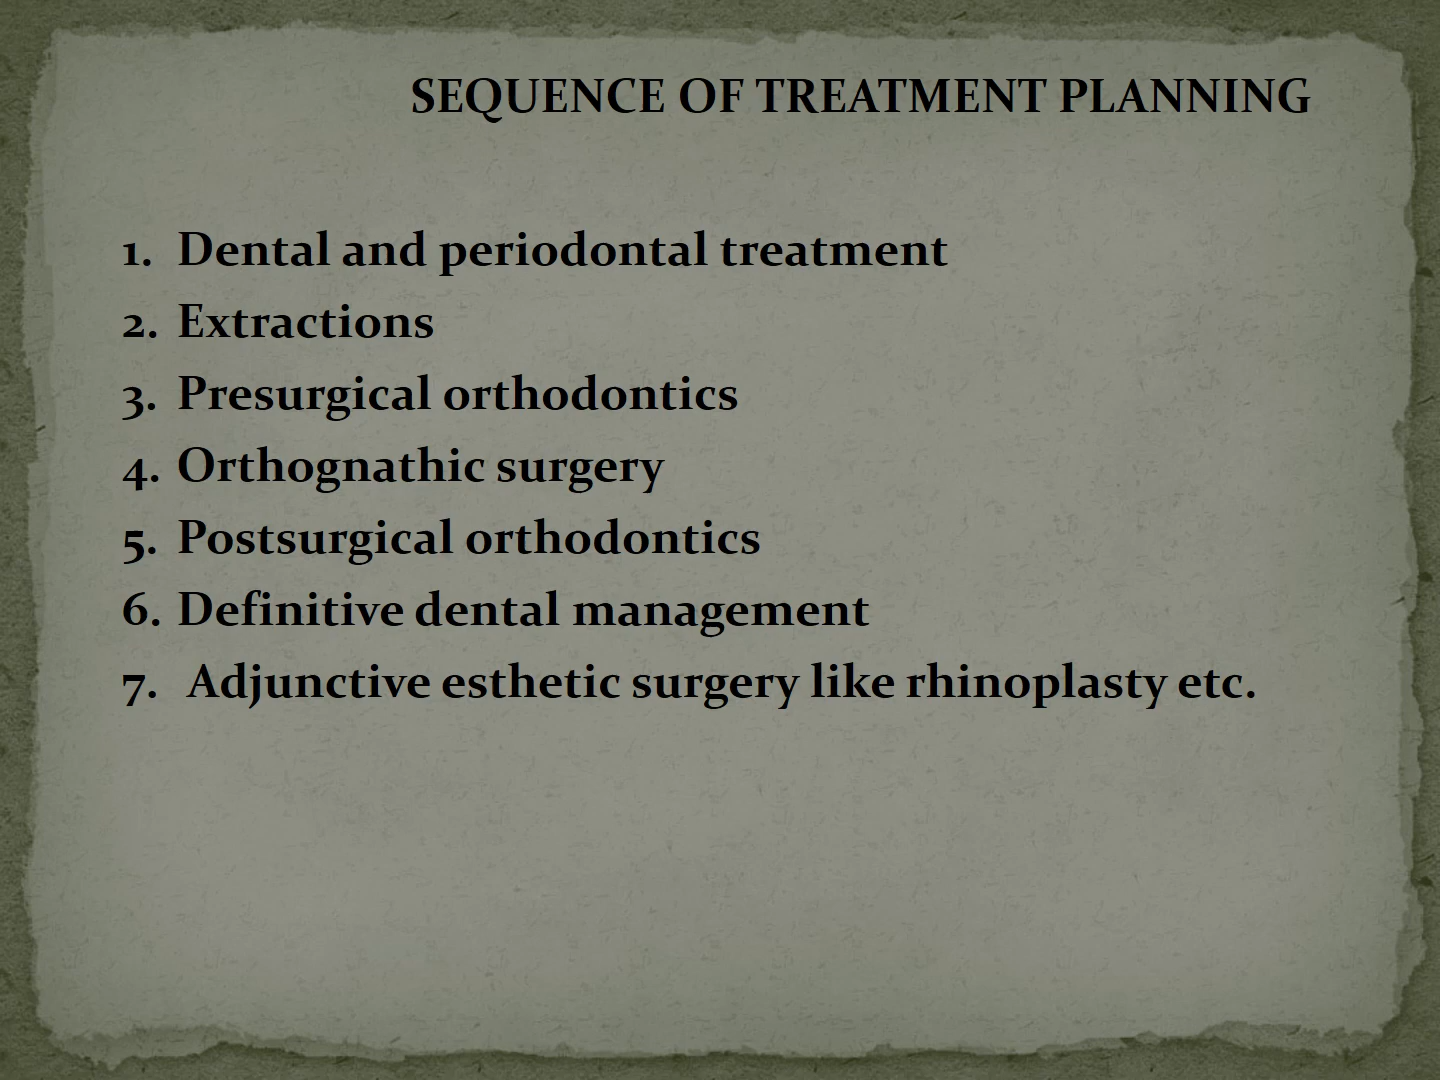 SEQUENCE OF TREATMENT PLANNING
1. Dental and periodontal treatment
2. Extractions
3. Presurgical orthodontics
4. Orthognathic surgery
5. Postsurgical orthodontics
6. Definitive dental management
7. Adjunctive esthetic surgery like rhinoplasty etc.